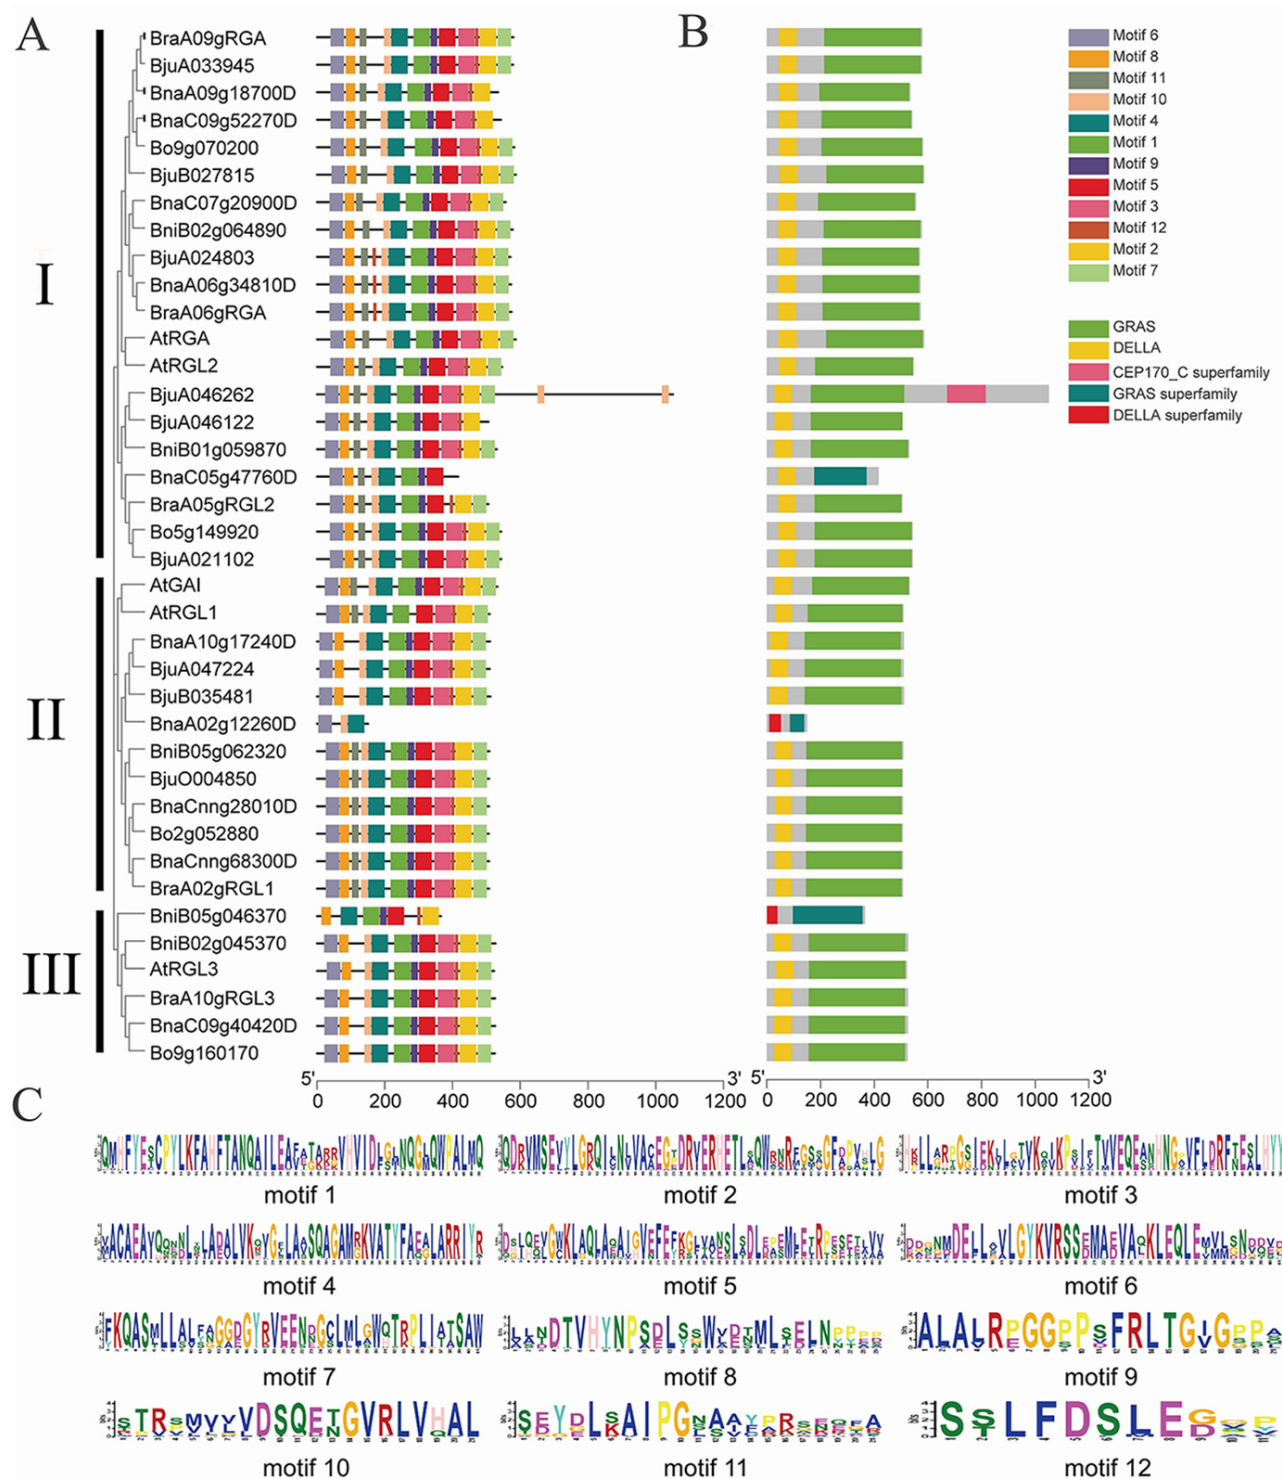 A
B
BraA09gRGA
BjuA033945
BnaA09g18700D
BnaC09g52270D
Bo9g070200
BjuB027815
BnaC07g20900D
BniB02g064890
BjuA024803
BnaA06g34810D
BraA06gRGA
AtRGA
AtRGL2
BjuA046262
BjuA046122
BniB01g059870
BnaC05g47760D
BraA05gRGL2
Bo5g149920
BjuA021102
I
AtGAI
AtRGL1
BnaA10g17240D
BjuA047224
BjuB035481
BnaA02g12260D
BniB05g062320
BjuO004850
BnaCnng28010D
Bo2g052880
BnaCnng68300D
BraA02gRGL1
II
BniB05g046370
BniB02g045370
AtRGL3
BraA10gRGL3
BnaC09g40420D
Bo9g160170
III
Motif 6
Motif 8
Motif 11
Motif 10
Motif 4
Motif 1
Motif 9
Motif 5
Motif 3
Motif 12
Motif 2
Motif 7
GRAS
DELLA
CEP170_C superfamily
GRAS superfamily
DELLA superfamily
5' 3' 5' 3'
0 200 400 600 800 1000 1200 0 200 400 600 800 1000 1200
C
motif 1 motif 2 motif 3
motif 4 motif 5 motif 6
motif 7 motif 8 motif 9
motif 10 motif 11 motif 12